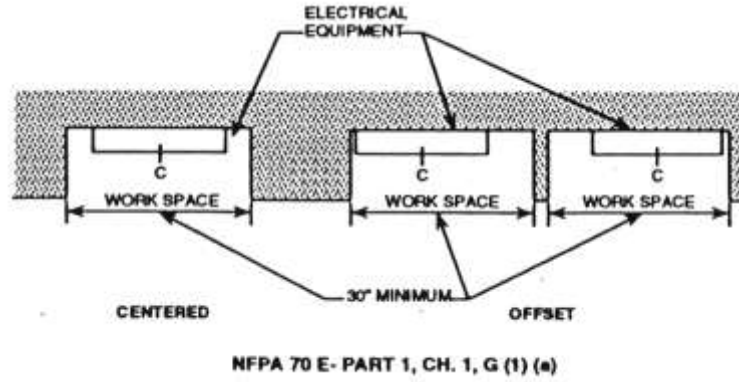 ELECTRICAL
EQUIPMENT
C
C
C
WORK SPACE
WORK SPACE
WORK SPACE
30" MINIMUM
CENTERED
OFFSET
NFPA 70 E- PART 1, CH. 1, G (1) (a)